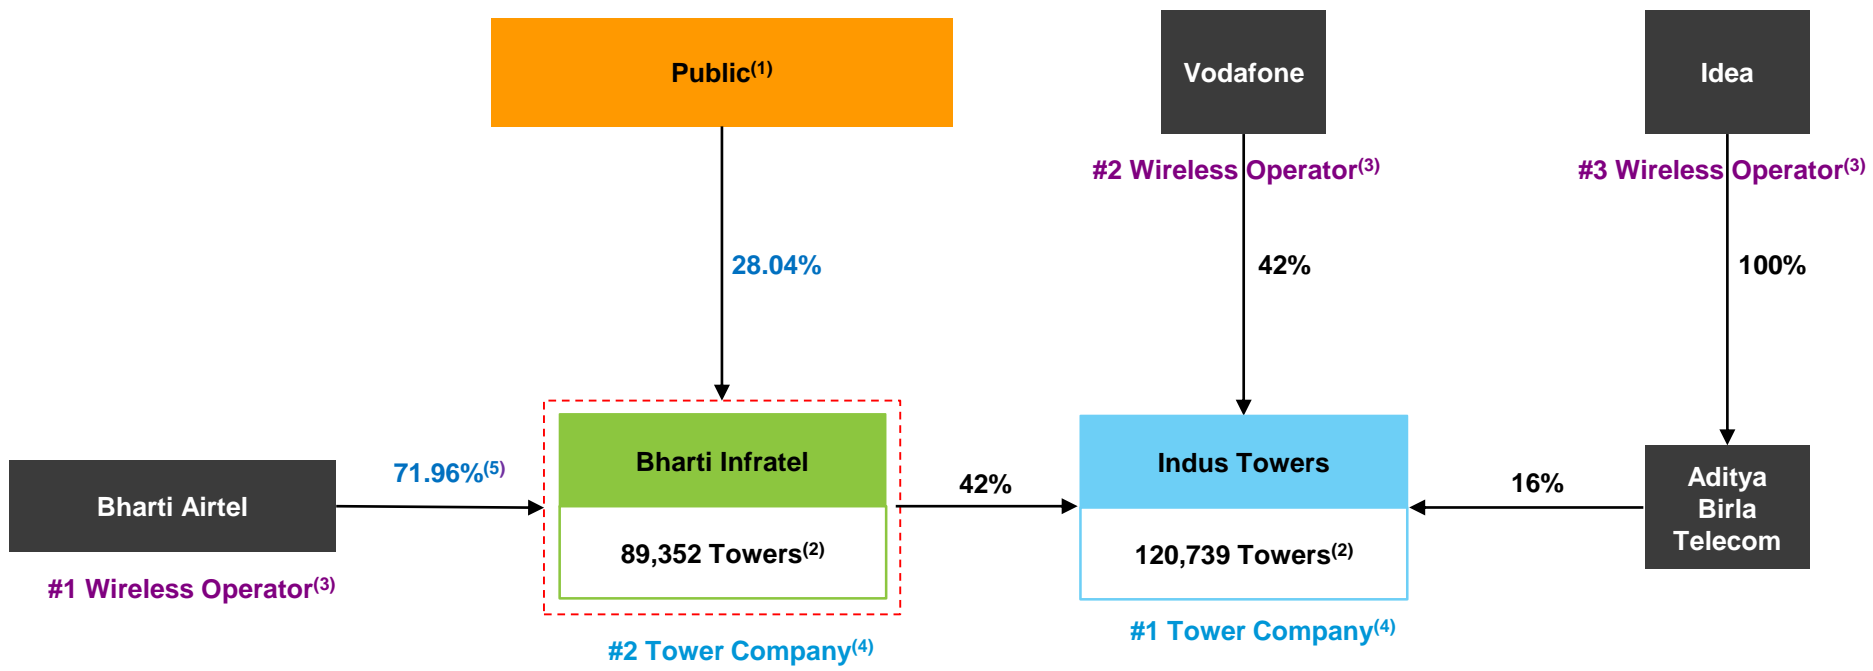 Public(1)
Vodafone
Idea
#2 Wireless Operator(3)
#3 Wireless Operator(3)
28.04%
42%
100%
Bharti Airtel
#1 Wireless Operator(3)
71.96%(5)
Bharti Infratel
89,352 Towers(2)
#2 Tower Company(4)
42%
Indus Towers
120,739 Towers(2)
#1 Tower Company(4)
16%
Aditya
Birla
Telecom